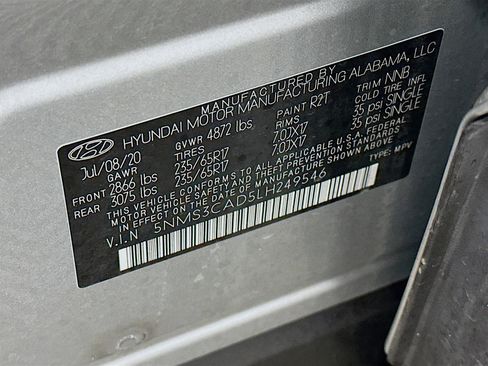 MANUFACTURED BY
HYUNDAI MOTOR MANUFACTURING ALABAMA, LLC
Jul/08/20 GVWR 4872 lbs. PAINT R2T TRIM NNB
GAWR TIRES RIMS COLD TIRE INFL
FRONT 2866 lbs 235/65R17 7.0JX17 35 psi SINGLE
REAR 3075 lbs 235/65R17 7.0JX17 35 psi SINGLE
THIS VEHICLE CONFORMS TO ALL APPLICABLE U.S.A. FEDERAL
MOTOR VEHICLE SAFETY, BUMPER, AND THEFT PREVENTION
STANDARDS IN EFFECT ON THE DATE OF MANUFACTURE SHOWN ABOVE.
V.I.N 5NMS3CAD5LH249546 TYPE: MPV